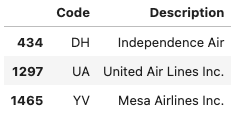 Code Description
434 DH Independence Air
1297 UA United Air Lines Inc.
1465 YV Mesa Airlines Inc.